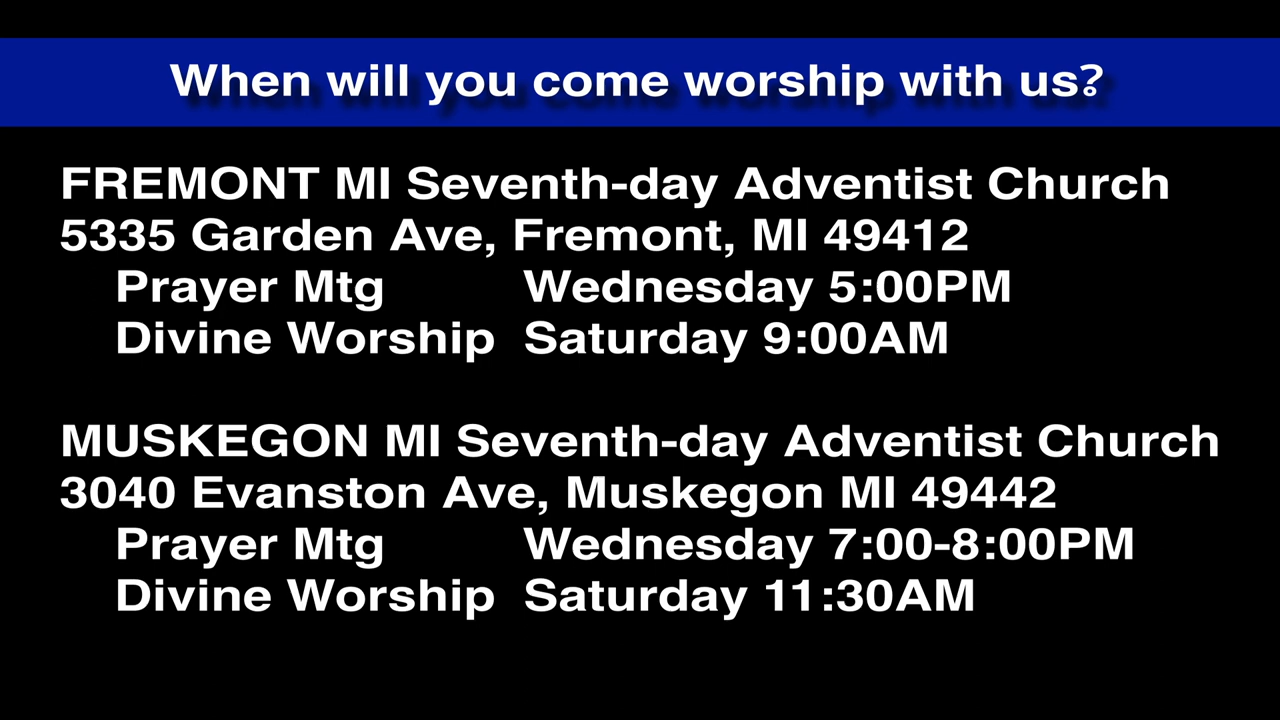 When will you come worship with us?
FREMONT MI Seventh-day Adventist Church
5335 Garden Ave, Fremont, MI 49412
Prayer Mtg Wednesday 5:00PM
Divine Worship Saturday 9:00AM
MUSKEGON MI Seventh-day Adventist Church
3040 Evanston Ave, Muskegon MI 49442
Prayer Mtg Wednesday 7:00-8:00PM
Divine Worship Saturday 11:30AM